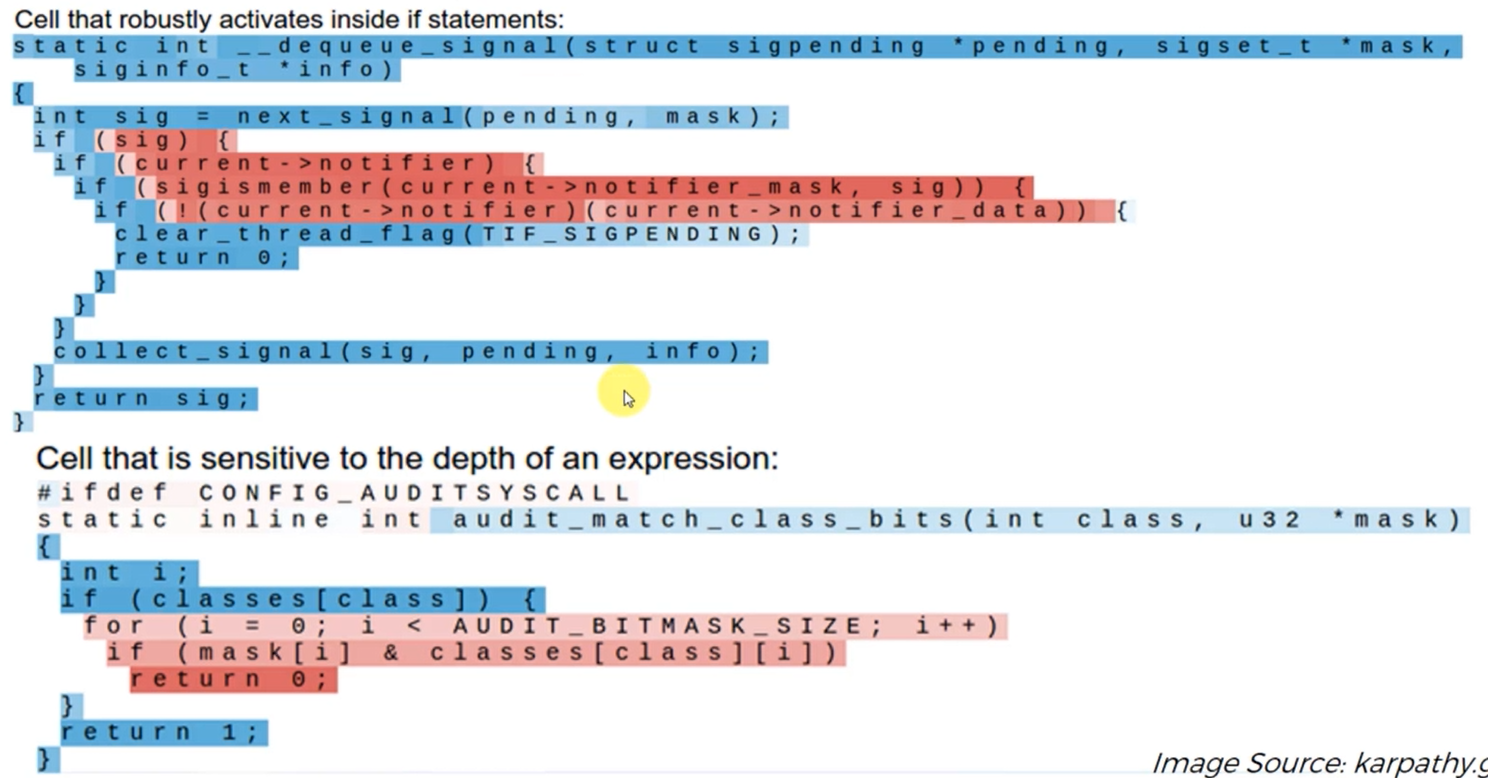 Cell that robustly activates inside if statements:
static int __dequeue_signal(struct sigpending *pending, sigset_t *mask,
siginfo_t *info)
{
int sig = next_signal(pending, mask);
if (sig) {
if (current->notifier) {
if (sigismember(current->notifier_mask, sig)) {
if (!(current->notifier)(current->notifier_data)) {
clear_thread_flag(TIF_SIGPENDING);
return 0;
}
}
}
collect_signal(sig, pending, info);
}
return sig;
}
Cell that is sensitive to the depth of an expression:
#ifdef CONFIG_AUDITSYSCALL
static inline int audit_match_class_bits(int class, u32 *mask)
{
int i;
if (classes[class]) {
for (i = 0; i < AUDIT_BITMASK_SIZE; i++)
if (mask[i] & classes[class][i])
return 0;
}
return 1;
}
Image Source: karpathy.g